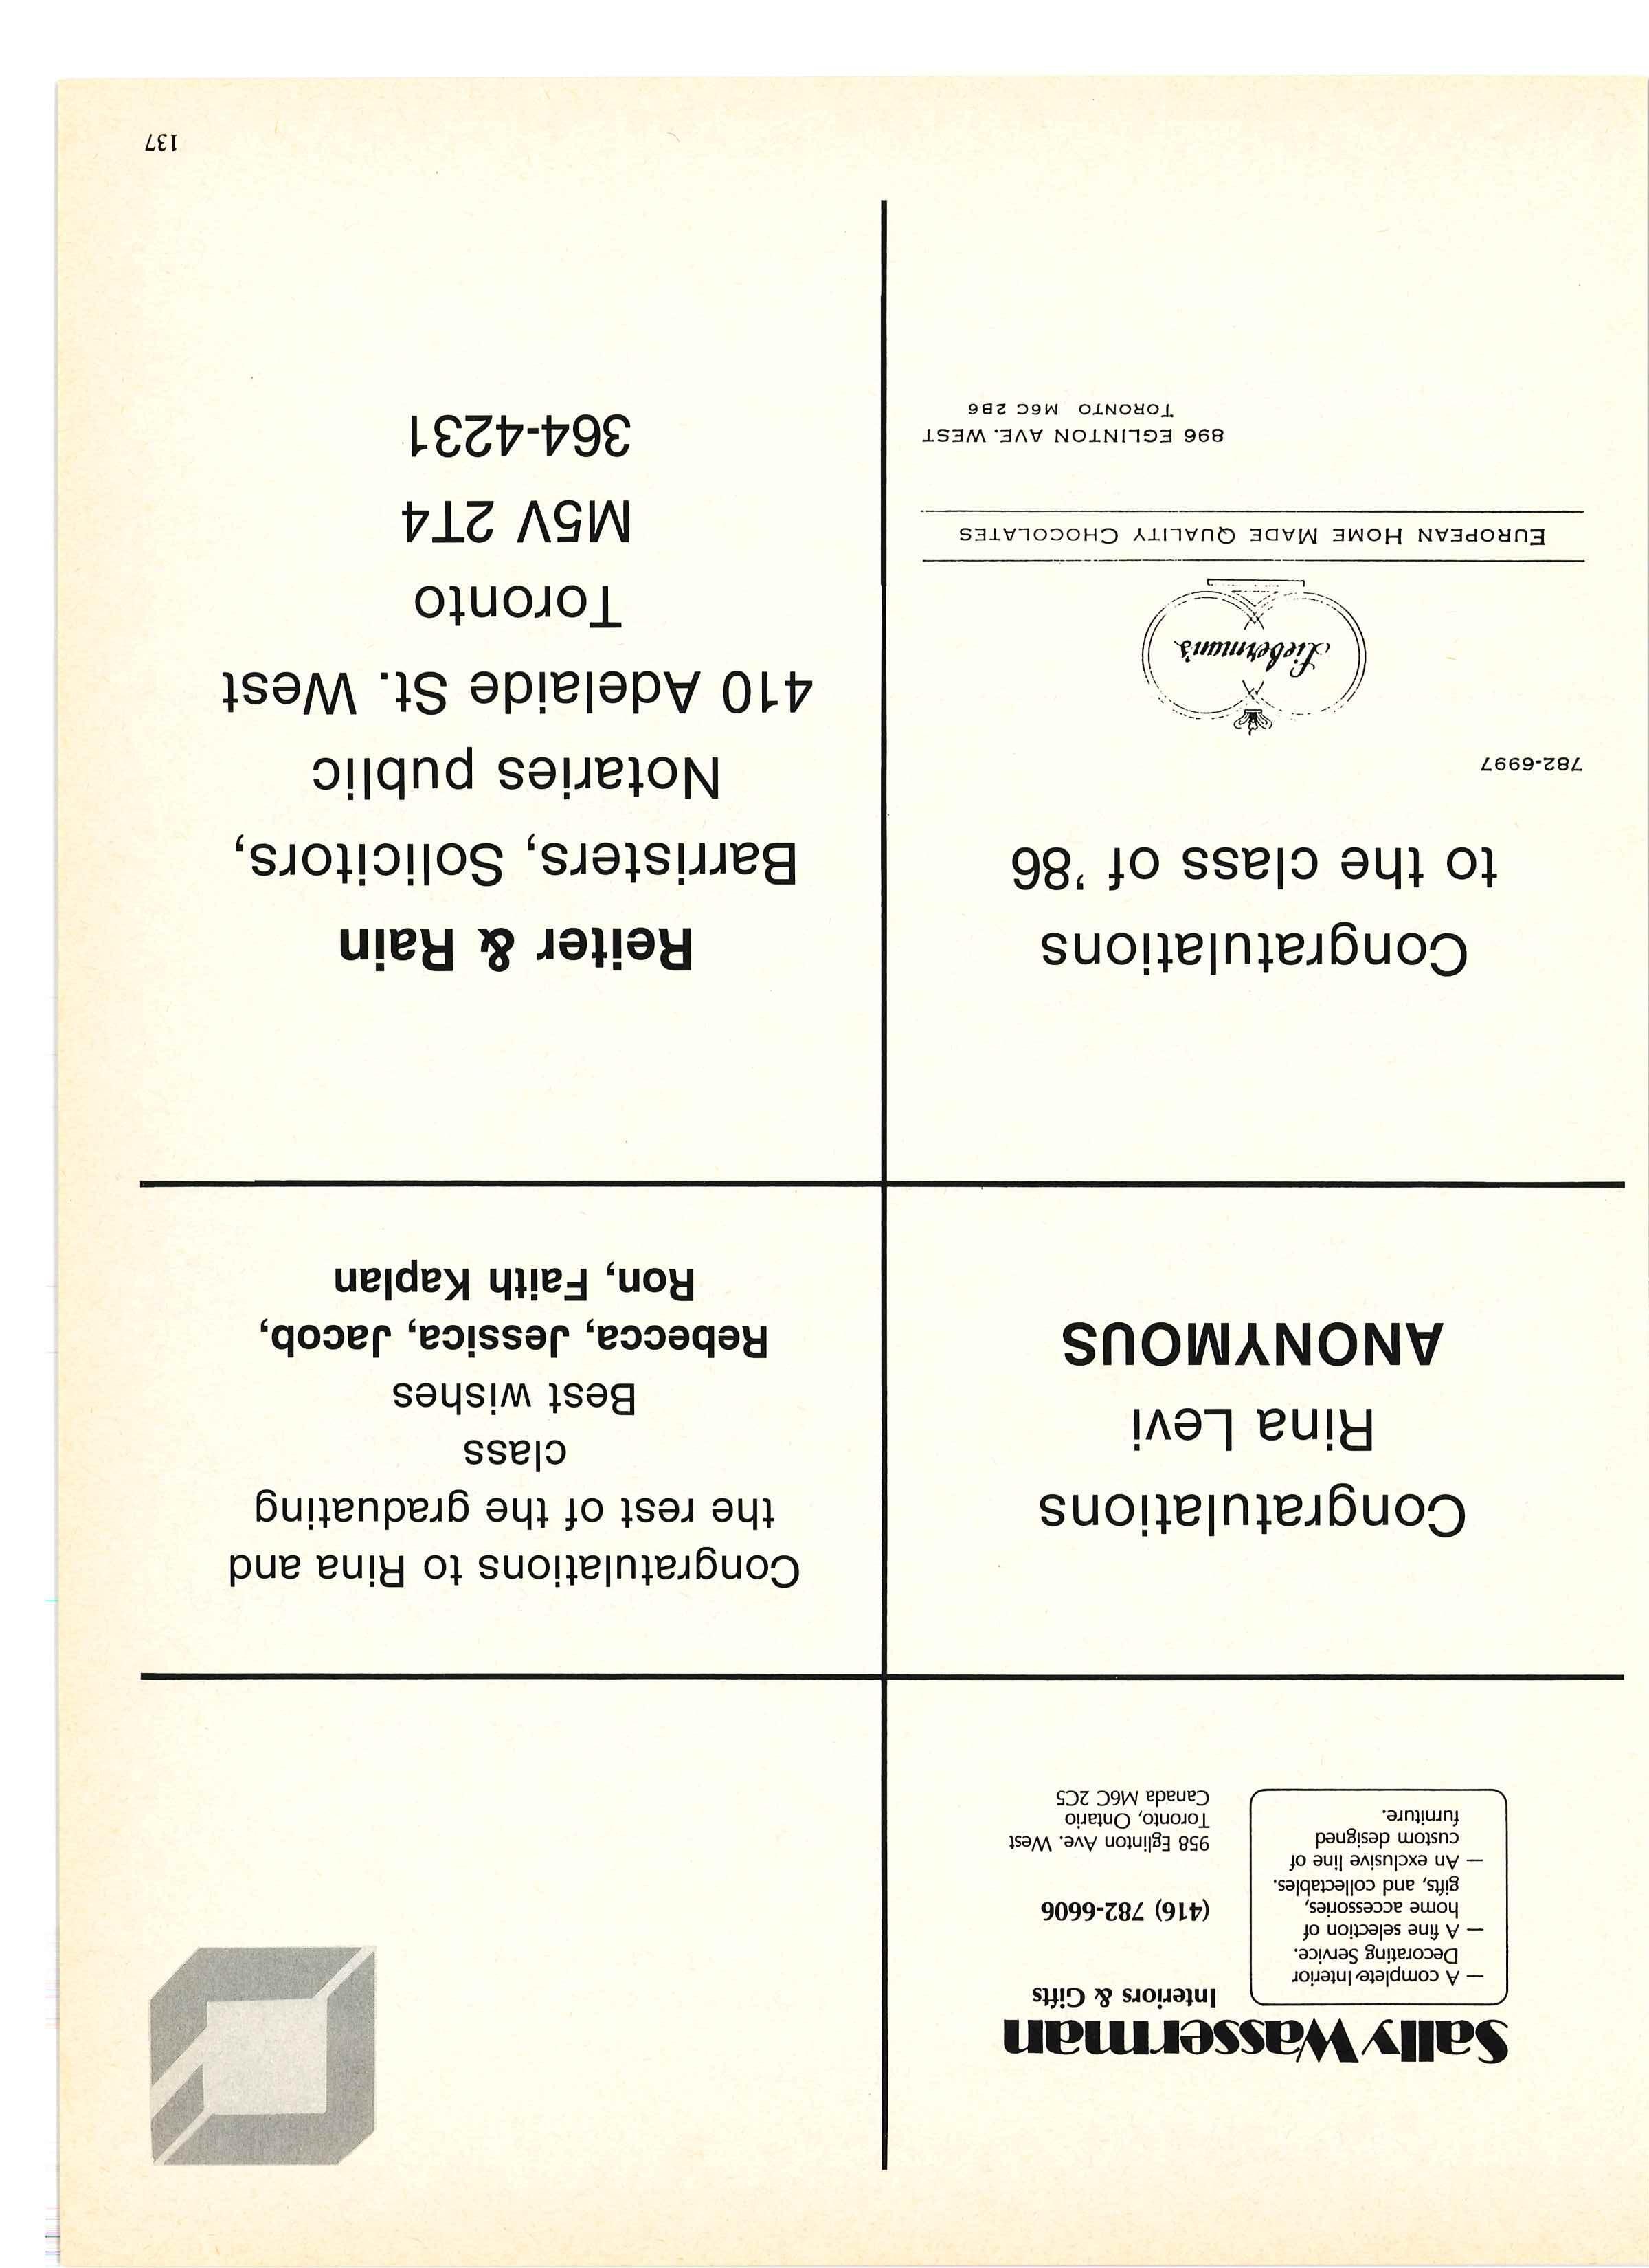 Sally Wasserman
Interiors & Gifts
— A complete Interior
Decorating Service.
— A fine selection of
home accessories,
gifts, and collectables.
— An exclusive line of
custom designed
furniture.
(416) 782-6606
958 Eglinton Ave. West
Toronto, Ontario
Canada M6C 2C5
Congratulations
Rina Levi
ANONYMOUS
Congratulations to Rina and
the rest of the graduating
class
Best wishes
Rebecca, Jessica, Jacob,
Ron, Faith Kaplan
Congratulations
to the class of '86
782-6997
Lieberman's
EUROPEAN HOME MADE QUALITY CHOCOLATES
896 EGLINTON AVE. WEST
TORONTO M6C 2B6
Reiter & Rain
Barristers, Solicitors,
Notaries public
410 Adelaide St. West
Toronto
M5V 2T4
364-4231
137